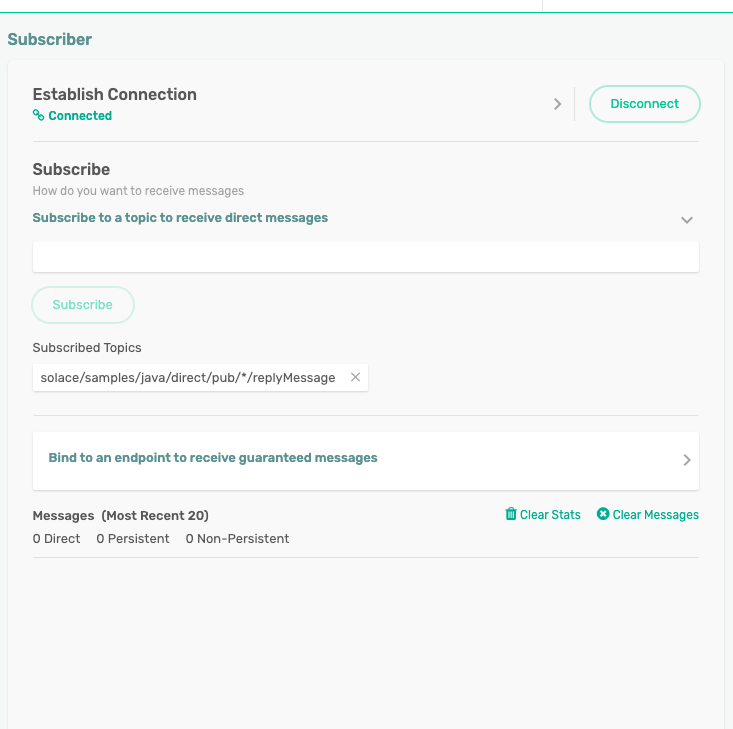 Subscriber
Establish Connection
Connected
Disconnect
Subscribe
How do you want to receive messages
Subscribe to a topic to receive direct messages
Subscribe
Subscribed Topics
solace/samples/java/direct/pub/*/replyMessage
Bind to an endpoint to receive guaranteed messages
Messages (Most Recent 20)
Clear Stats
Clear Messages
0 Direct 0 Persistent 0 Non-Persistent